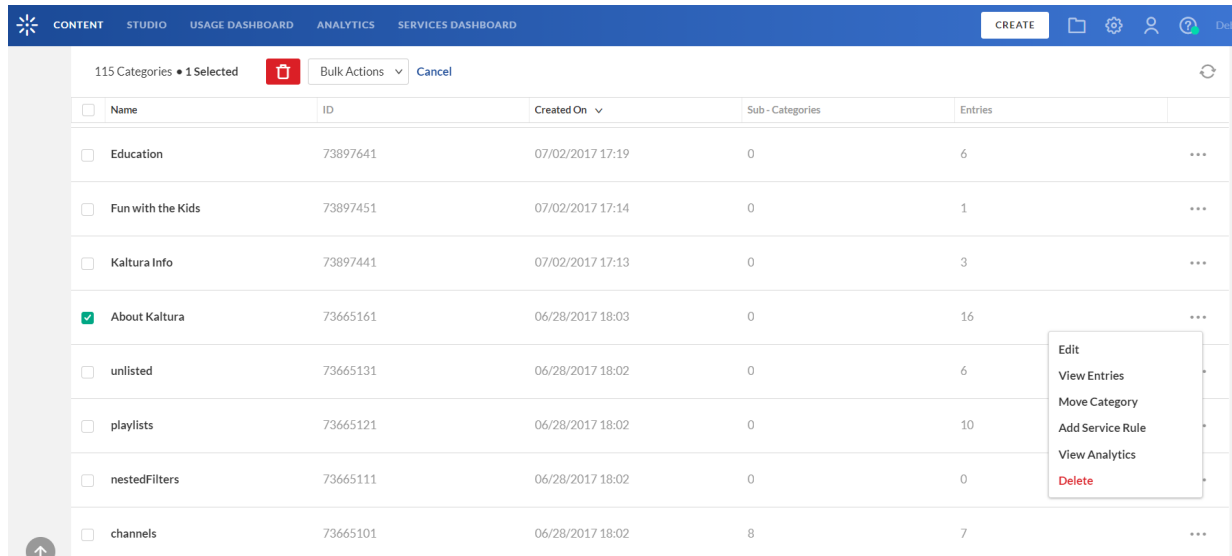 CONTENT STUDIO USAGE DASHBOARD ANALYTICS SERVICES DASHBOARD CREATE
115 Categories • 1 Selected Bulk Actions Cancel
Name ID Created On Sub - Categories Entries
Education 73897641 07/02/2017 17:19 0 6
Fun with the Kids 73897451 07/02/2017 17:14 0 1
Kaltura Info 73897441 07/02/2017 17:13 0 3
About Kaltura 73665161 06/28/2017 18:03 0 16
Edit
unlisted 73665131 06/28/2017 18:02 0 6
View Entries
Move Category
playlists 73665121 06/28/2017 18:02 0 10
Add Service Rule
View Analytics
nestedFilters 73665111 06/28/2017 18:02 0 0
Delete
channels 73665101 06/28/2017 18:02 8 7